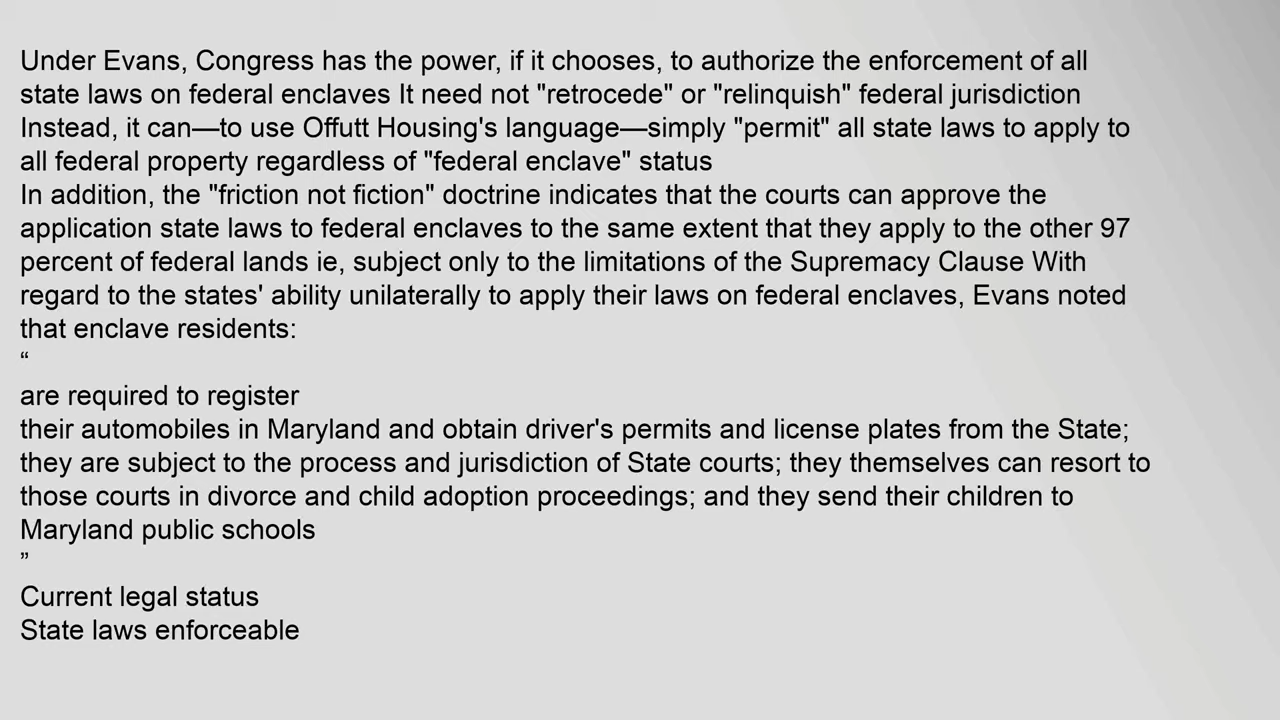 Under Evans, Congress has the power, if it chooses, to authorize the enforcement of all
state laws on federal enclaves It need not "retrocede" or "relinquish" federal jurisdiction
Instead, it can—to use Offutt Housing's language—simply "permit" all state laws to apply to
all federal property regardless of "federal enclave" status
In addition, the "friction not fiction" doctrine indicates that the courts can approve the
application state laws to federal enclaves to the same extent that they apply to the other 97
percent of federal lands ie, subject only to the limitations of the Supremacy Clause With
regard to the states' ability unilaterally to apply their laws on federal enclaves, Evans noted
that enclave residents:
“
are required to register
their automobiles in Maryland and obtain driver's permits and license plates from the State;
they are subject to the process and jurisdiction of State courts; they themselves can resort to
those courts in divorce and child adoption proceedings; and they send their children to
Maryland public schools
”
Current legal status
State laws enforceable